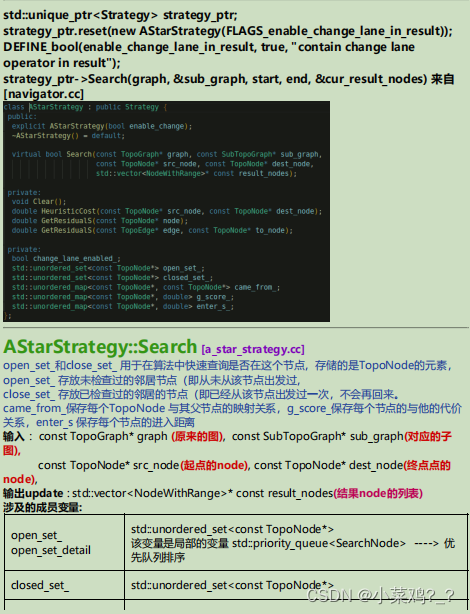 std::unique_ptr<Strategy> strategy_ptr;
strategy_ptr.reset(new AStarStrategy(FLAGS_enable_change_lane_in_result));
DEFINE_bool(enable_change_lane_in_result, true, "contain change lane
operator in result");
strategy_ptr->Search(graph, &sub_graph, start, end, &cur_result_nodes) 来自
[navigator.cc]
class AStarStrategy : public Strategy {
public:
explicit AStarStrategy(bool enable_change);
~AStarStrategy() = default;
virtual bool Search(const TopoGraph* graph, const SubTopoGraph* sub_graph,
const TopoNode* src_node, const TopoNode* dest_node,
std::vector<NodeWithRange>* const result_nodes);
private:
void Clear();
double HeuristicCost(const TopoNode* src_node, const TopoNode* dest_node);
double GetResidualS(const TopoNode* node);
double GetResidualS(const TopoEdge* edge, const TopoNode* to_node);
private:
bool change_lane_enabled_;
std::unordered_set<const TopoNode*> open_set_;
std::unordered_set<const TopoNode*> closed_set_;
std::unordered_map<const TopoNode*, const TopoNode*> came_from_;
std::unordered_map<const TopoNode*, double> g_score_;
std::unordered_map<const TopoNode*, double> enter_s_;
};
AStarStrategy::Search [a_star_strategy.cc]
open_set_和close_set_ 用于在算法中快速查询是否在这个节点，存储的是TopoNode的元素，
open_set_ 存放未检查过的邻居节点（即从未从该节点出发过,
close_set_ 存放已检查过的邻居的节点（即已经从该节点出发过一次，不会再回来。
came_from_保存每个TopoNode 与其父节点的映射关系，g_score_保存每个节点的与他的代价
关系，enter_s 保存每个节点的进入距离
输入 ：const TopoGraph* graph (原来的图), const SubTopoGraph* sub_graph(对应的子
图),
const TopoNode* src_node(起点的node), const TopoNode* dest_node(终点点的
node),
输出update : std::vector<NodeWithRange>* const result_nodes(结果node的列表)
涉及的成员变量:
open_set_
open_set_detail
std::unordered_set<const TopoNode*>
该变量是局部的变量 std::priority_queue<SearchNode> ----> 优
先队列排序
closed_set_
std::unordered_set<const TopoNode*>
CSDN @小菜鸡?_?